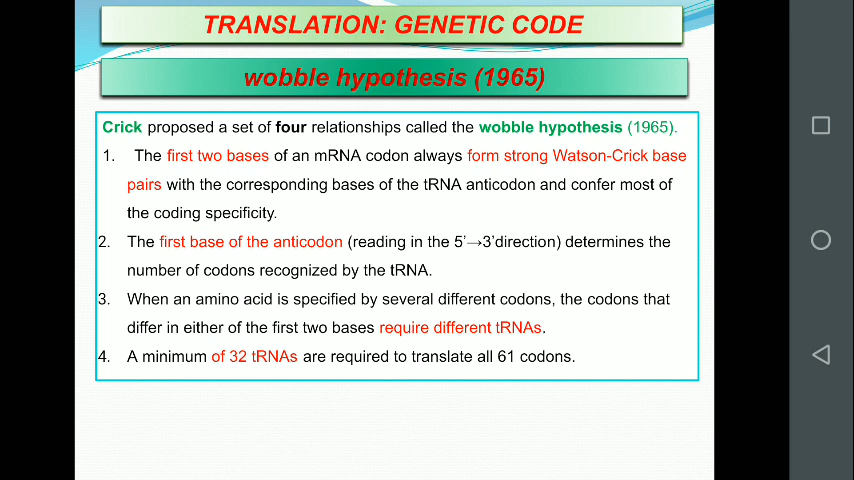 TRANSLATION: GENETIC CODE
wobble hypothesis (1965)
Crick proposed a set of four relationships called the wobble hypothesis (1965).
1. The first two bases of an mRNA codon always form strong Watson-Crick base
pairs with the corresponding bases of the tRNA anticodon and confer most of
the coding specificity.
2. The first base of the anticodon (reading in the 5’→3’direction) determines the
number of codons recognized by the tRNA.
3. When an amino acid is specified by several different codons, the codons that
differ in either of the first two bases require different tRNAs.
4. A minimum of 32 tRNAs are required to translate all 61 codons.